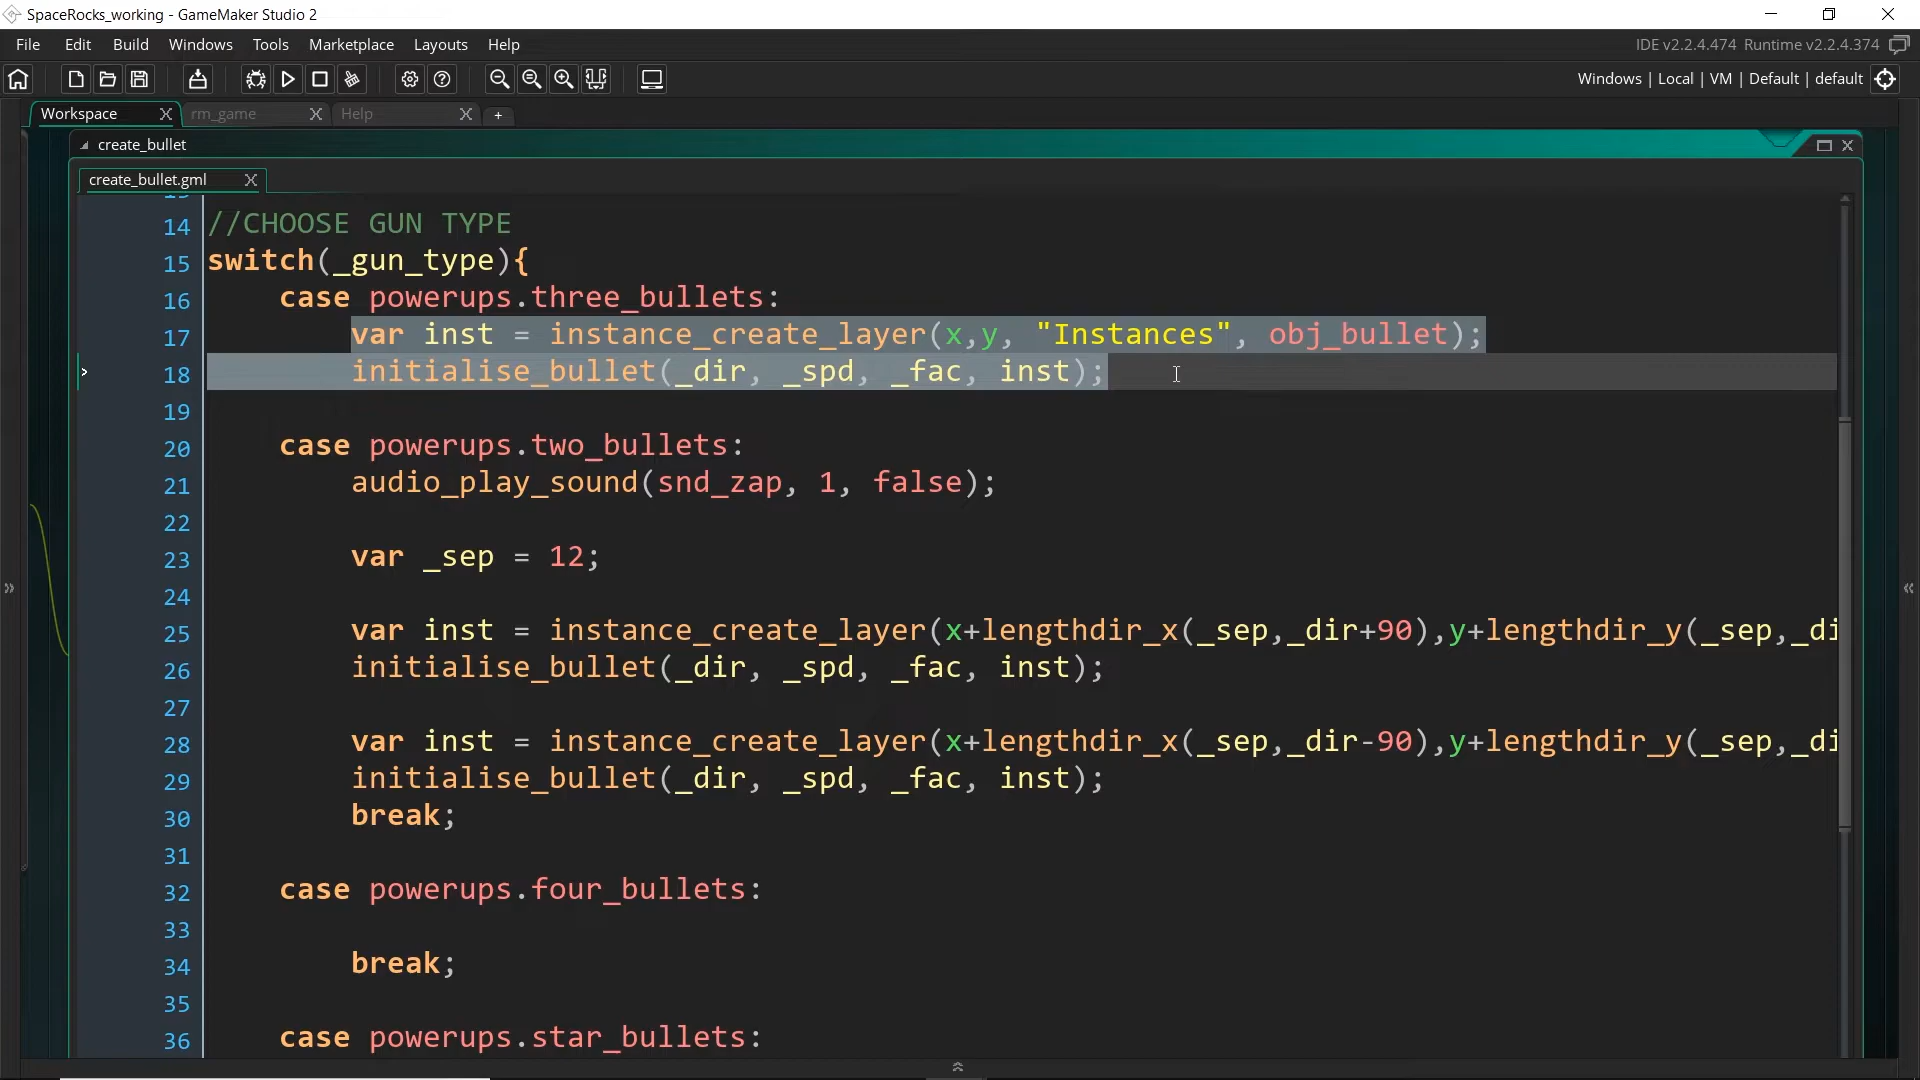 SpaceRocks_working - GameMaker Studio 2
File Edit Build Windows Tools Marketplace Layouts Help
IDE v2.2.4.474 Runtime v2.2.4.374
Windows | Local | VM | Default | default
Workspace X rm_game X Help X +
create_bullet
create_bullet.gml X
14 //CHOOSE GUN TYPE
15 switch(_gun_type){
16 case powerups.three_bullets:
17 var inst = instance_create_layer(x,y, "Instances", obj_bullet);
18 initialise_bullet(_dir, _spd, _fac, inst);
19
20 case powerups.two_bullets:
21 audio_play_sound(snd_zap, 1, false);
22
23 var _sep = 12;
24
25 var inst = instance_create_layer(x+lengthdir_x(_sep,_dir+90),y+lengthdir_y(_sep,_di
26 initialise_bullet(_dir, _spd, _fac, inst);
27
28 var inst = instance_create_layer(x+lengthdir_x(_sep,_dir-90),y+lengthdir_y(_sep,_di
29 initialise_bullet(_dir, _spd, _fac, inst);
30 break;
31
32 case powerups.four_bullets:
33
34 break;
35
36 case powerups.star_bullets: